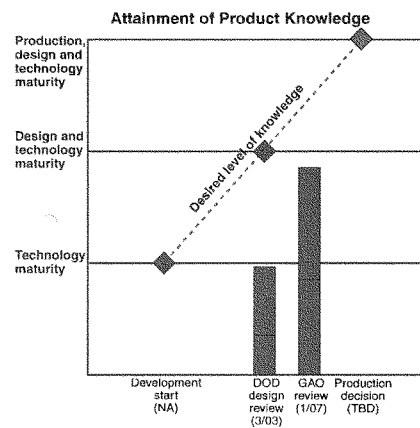 Attainment of Product Knowledge
Production,
design and
technology
maturity
Design and
technology
maturity
Desired level of knowledge
Technology
maturity
Development
start
(NA)
DOD
design
review
(3/03)
GAO
review
(1/07)
Production
decision
(TBD)